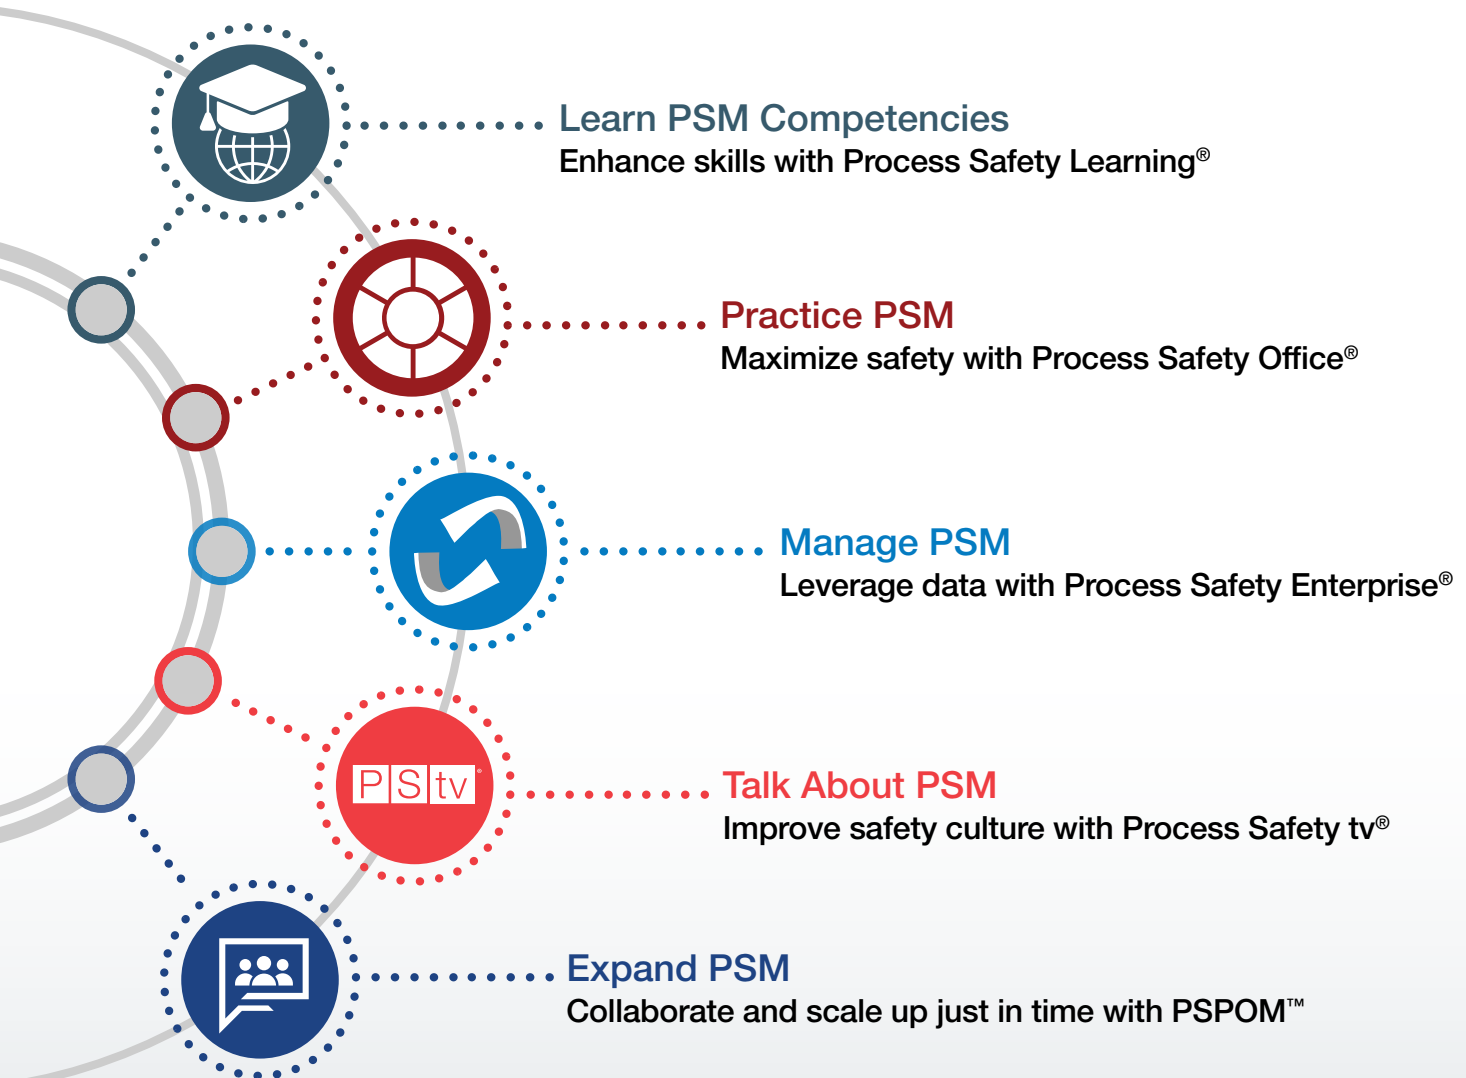 Learn PSM Competencies
Enhance skills with Process Safety Learning®
Practice PSM
Maximize safety with Process Safety Office®
Manage PSM
Leverage data with Process Safety Enterprise®
P|S|tv
Talk About PSM
Improve safety culture with Process Safety tv®
Expand PSM
Collaborate and scale up just in time with PSPOM™